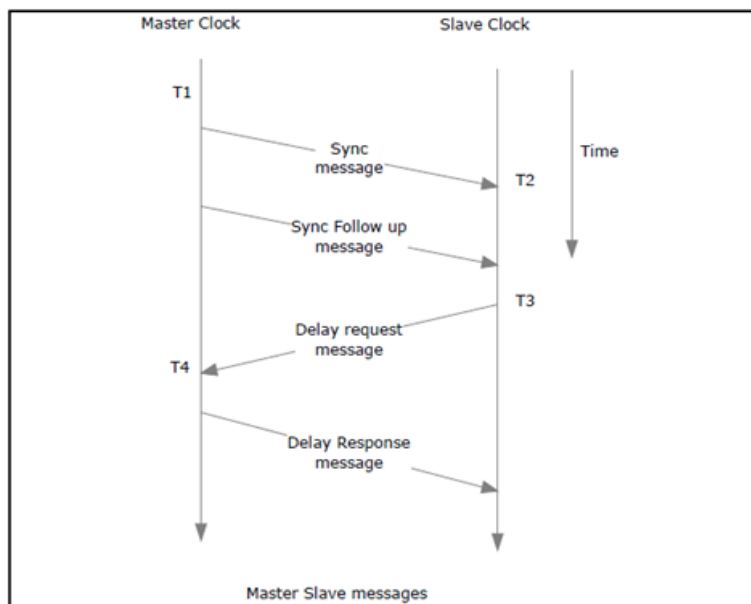 Master Clock
Slave Clock
T1
Sync
message
Time
T2
Sync Follow up
message
T3
Delay request
message
T4
Delay Response
message
Master Slave messages